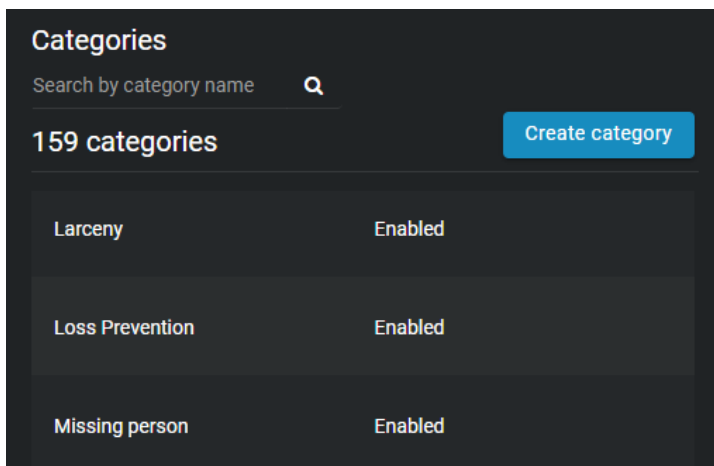 Categories
Search by category name
159 categories
Create category
Larceny Enabled
Loss Prevention Enabled
Missing person Enabled